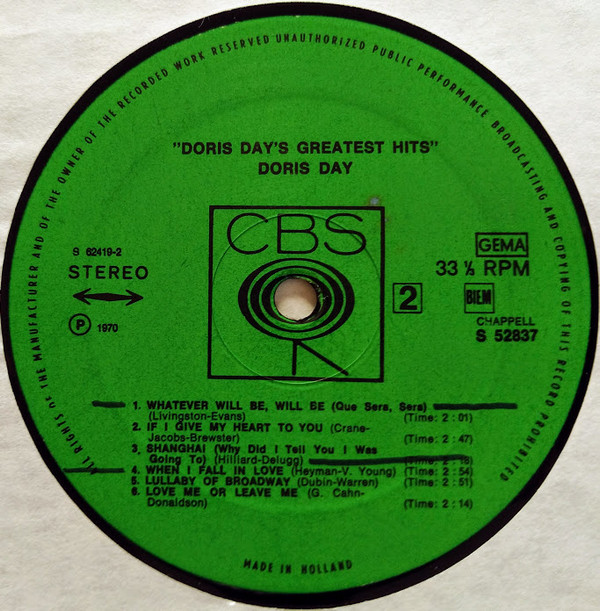 ALL RIGHTS OF THE MANUFACTURER AND OF THE OWNER OF THE RECORDED WORK RESERVED UNAUTHORIZED PUBLIC PERFORMANCE BROADCASTING AND COPYING OF THIS RECORD PROHIBITED
"DORIS DAY'S GREATEST HITS"
DORIS DAY
CBS
S 62419-2
STEREO
Ⓟ 1970
GEMA
33 ⅓ RPM
2
BIEM
CHAPPELL
S 52837
1. WHATEVER WILL BE, WILL BE (Que Sera, Sera)
(Livingston-Evans) (Time: 2 : 01)
2. IF I GIVE MY HEART TO YOU (Crane-
Jacobs-Brewster) (Time: 2 : 47)
3. SHANGHAI (Why Did I Tell You I Was
Going To) (Hilliard-Delugg) (Time: 2 :
4. WHEN I FALL IN LOVE (Heyman-V. Young) (Time: 2 : 54)
5. LULLABY OF BROADWAY (Dubin-Warren) (Time: 2 : 51)
6. LOVE ME OR LEAVE ME (G. Cahn-
Donaldson) (Time: 2 : 14)
MADE IN HOLLAND